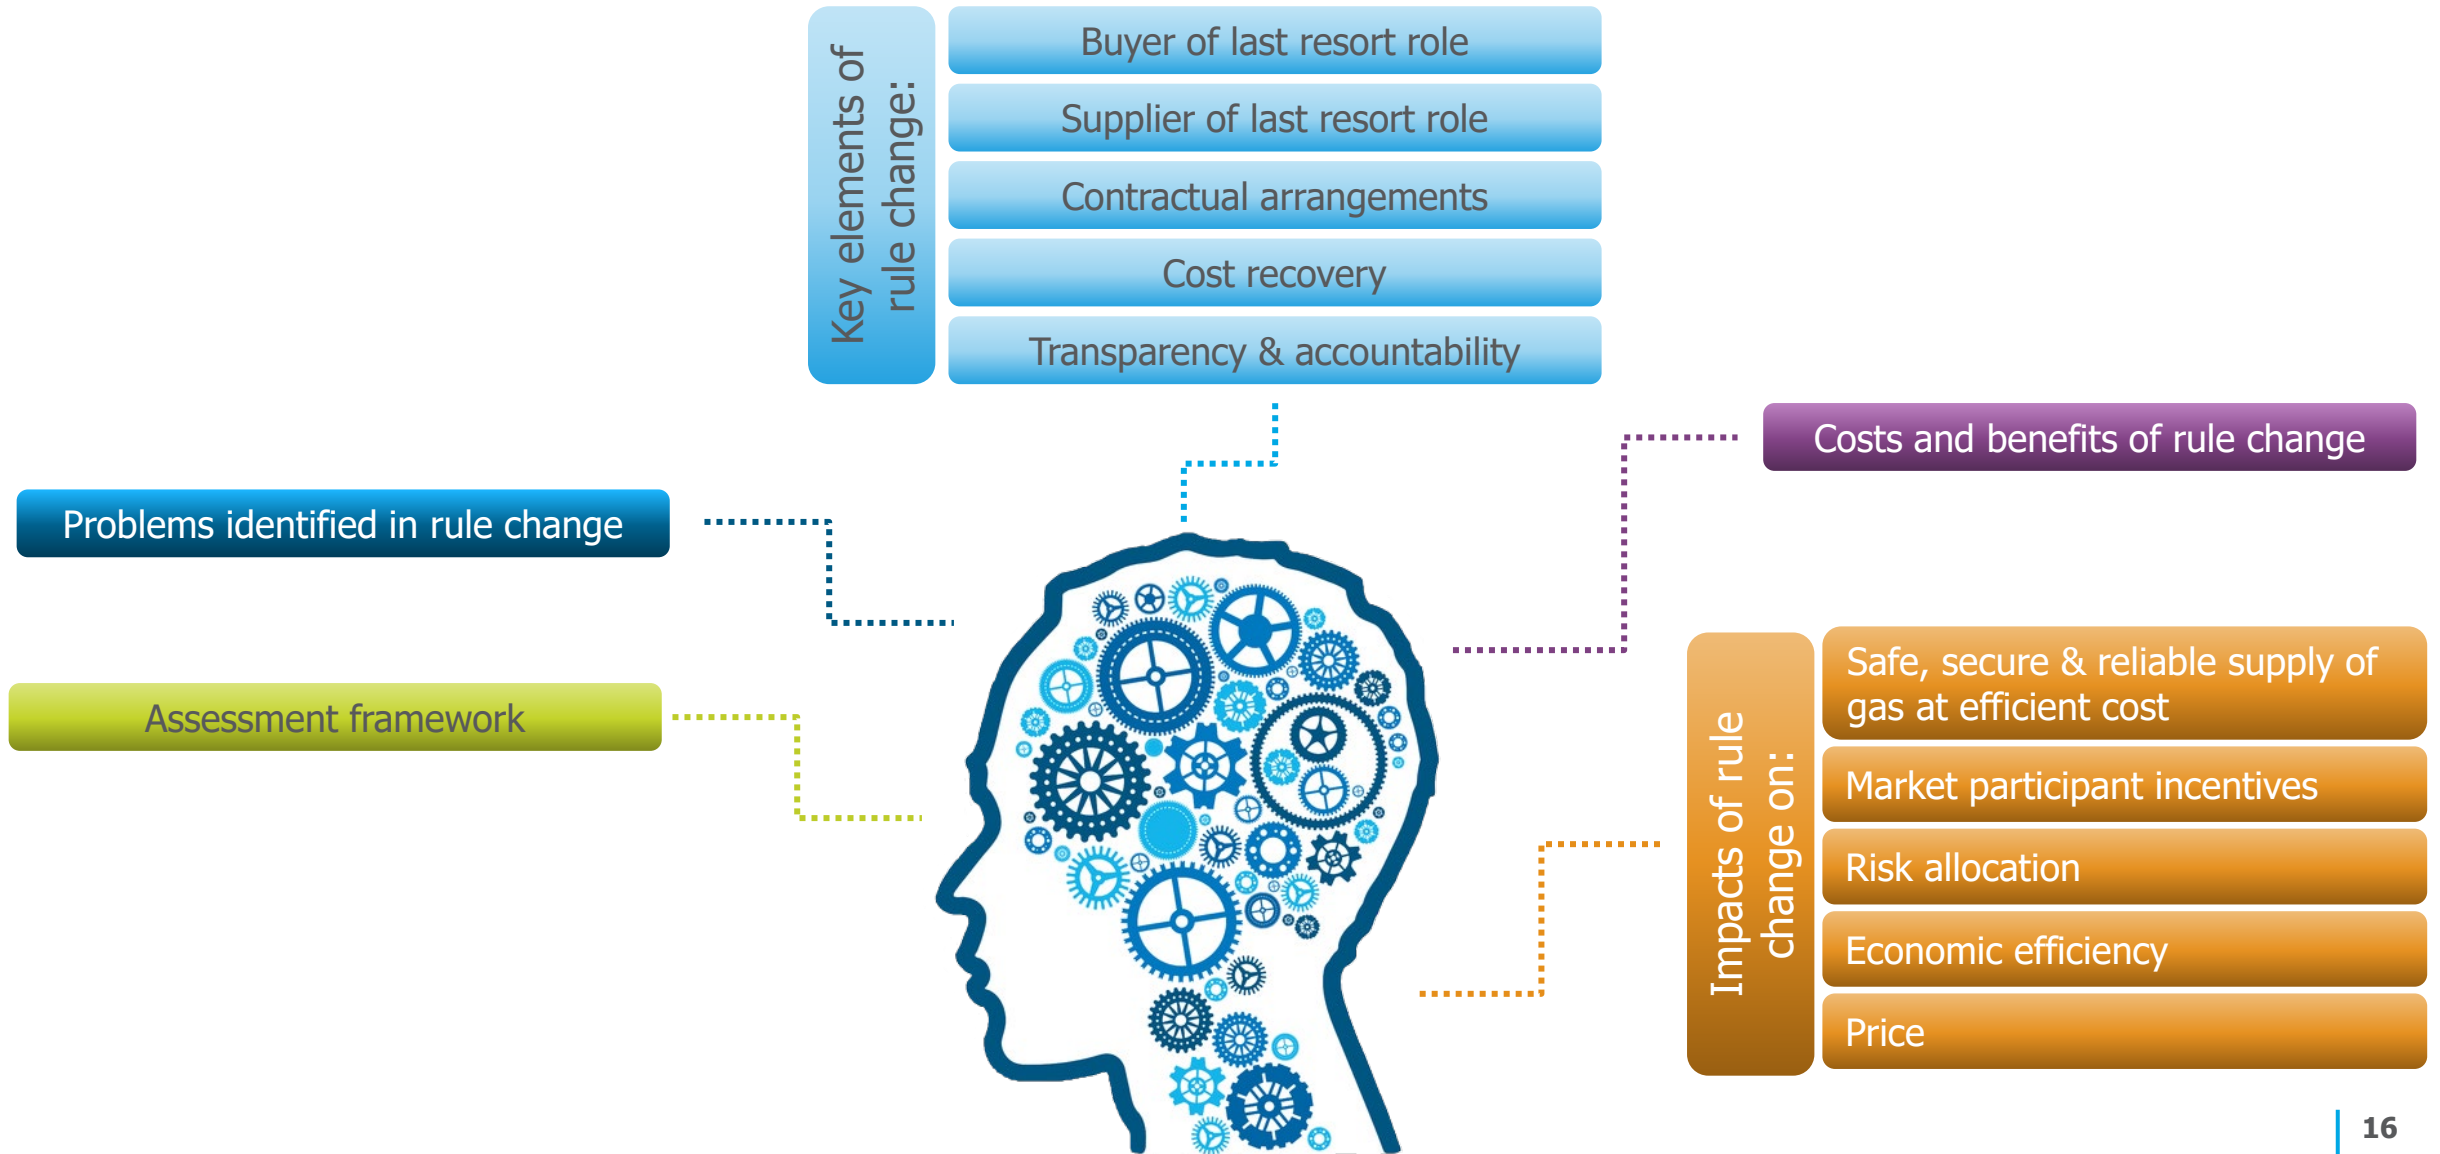 Key elements of
rule change:
Buyer of last resort role
Supplier of last resort role
Contractual arrangements
Cost recovery
Transparency & accountability
Problems identified in rule change
Assessment framework
Costs and benefits of rule change
Impacts of rule
change on:
Safe, secure & reliable supply of
gas at efficient cost
Market participant incentives
Risk allocation
Economic efficiency
Price
16